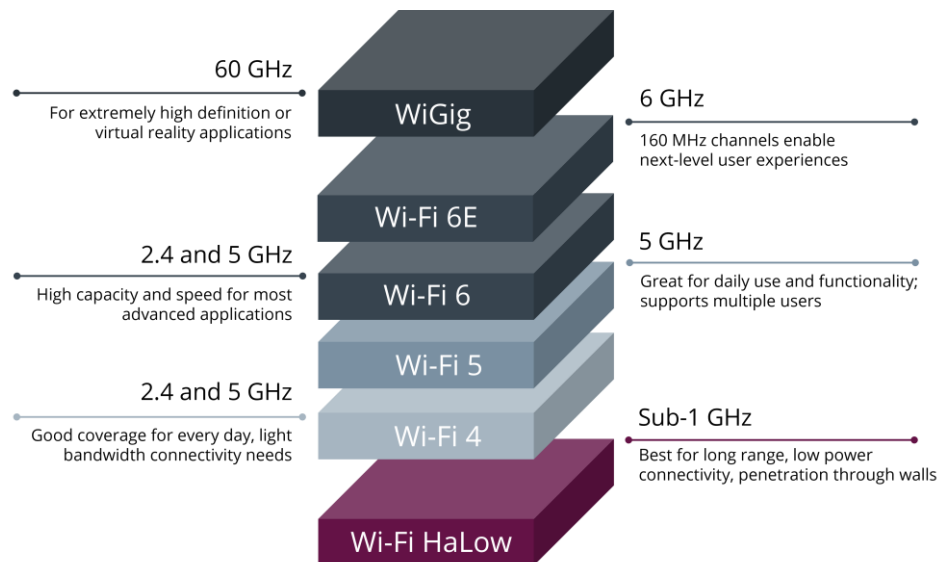 60 GHz
For extremely high definition or
virtual reality applications
WiGig
6 GHz
160 MHz channels enable
next-level user experiences
Wi-Fi 6E
2.4 and 5 GHz
High capacity and speed for most
advanced applications
Wi-Fi 6
5 GHz
Great for daily use and functionality;
supports multiple users
Wi-Fi 5
2.4 and 5 GHz
Good coverage for every day, light
bandwidth connectivity needs
Wi-Fi 4
Sub-1 GHz
Best for long range, low power
connectivity, penetration through walls
Wi-Fi HaLow